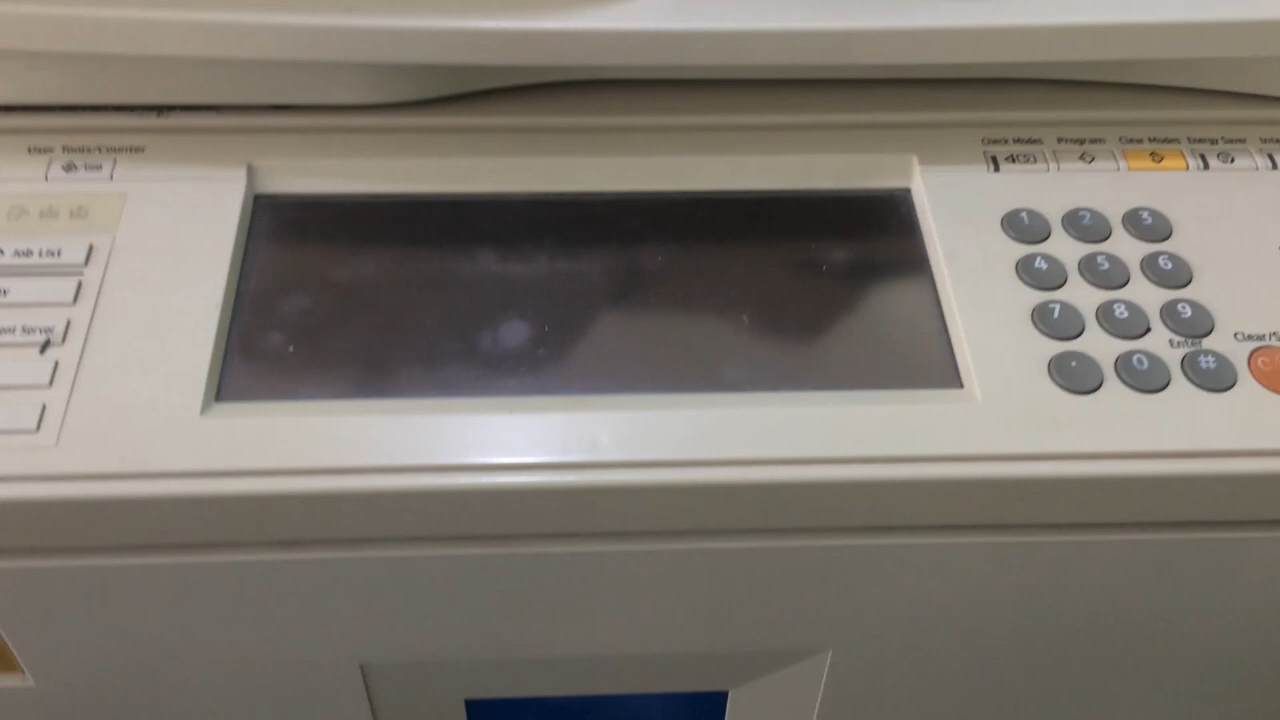 User Tools/Counter
Check Modes Program Clear Modes Energy Saver
Job List
1 2 3
4 5 6
7 8 9
Enter
Clear/S
. 0 #
C